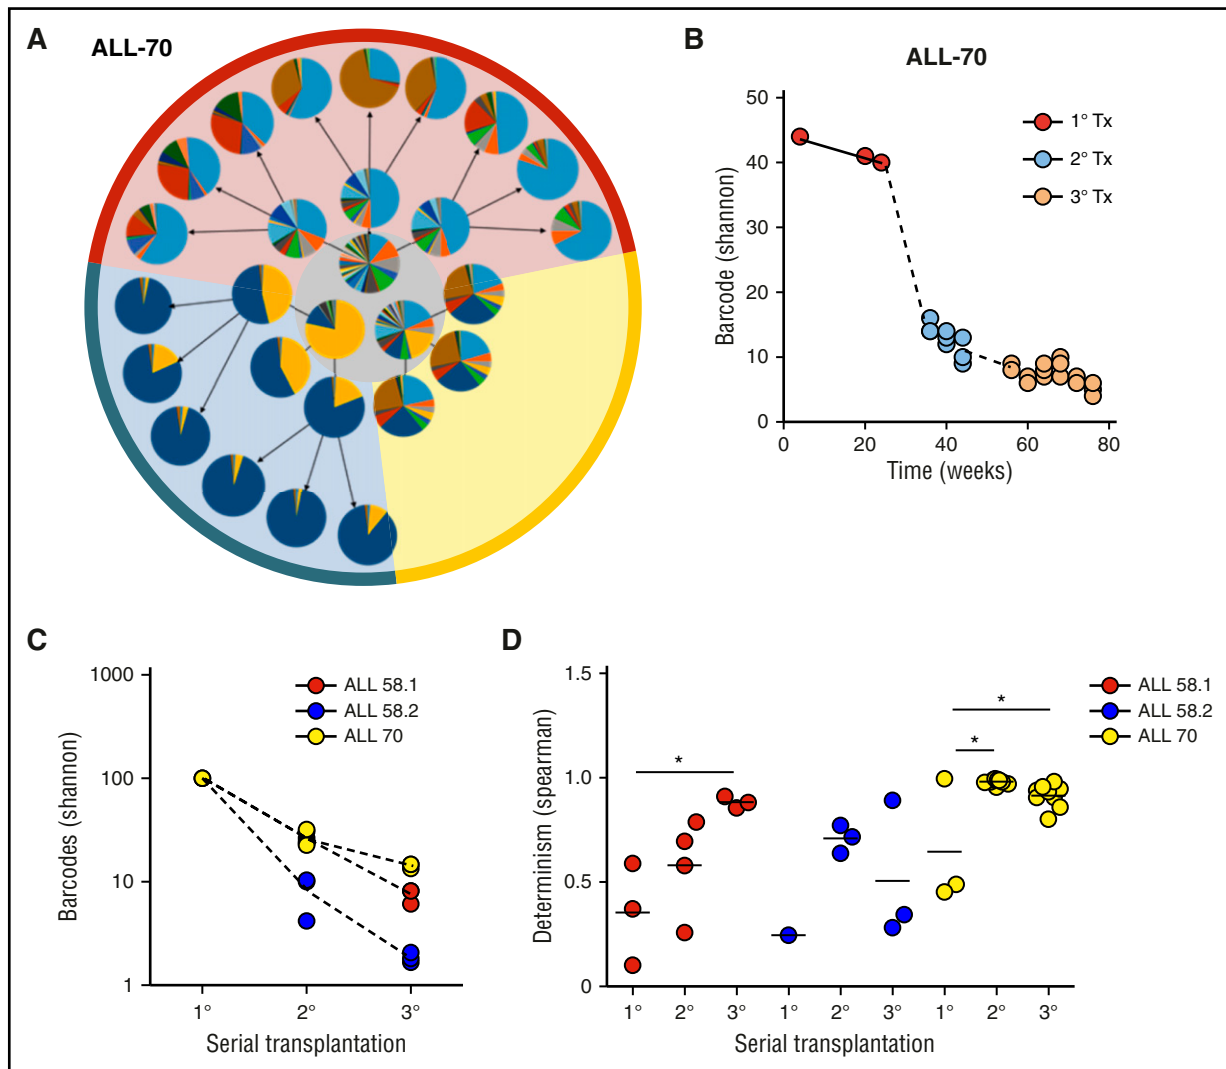 A
ALL-70
B
ALL-70
50
40
30
20
10
0
Barcode (shannon)
0
20
40
60
80
Time (weeks)
1° Tx
2° Tx
3° Tx
C
1000
100
10
1
Barcodes (shannon)
1°
2°
3°
Serial transplantation
ALL 58.1
ALL 58.2
ALL 70
D
1.5
1.0
0.5
0
Determinism (spearman)
*
*
*
1°
2°
3°
1°
2°
3°
1°
2°
3°
Serial transplantation
ALL 58.1
ALL 58.2
ALL 70